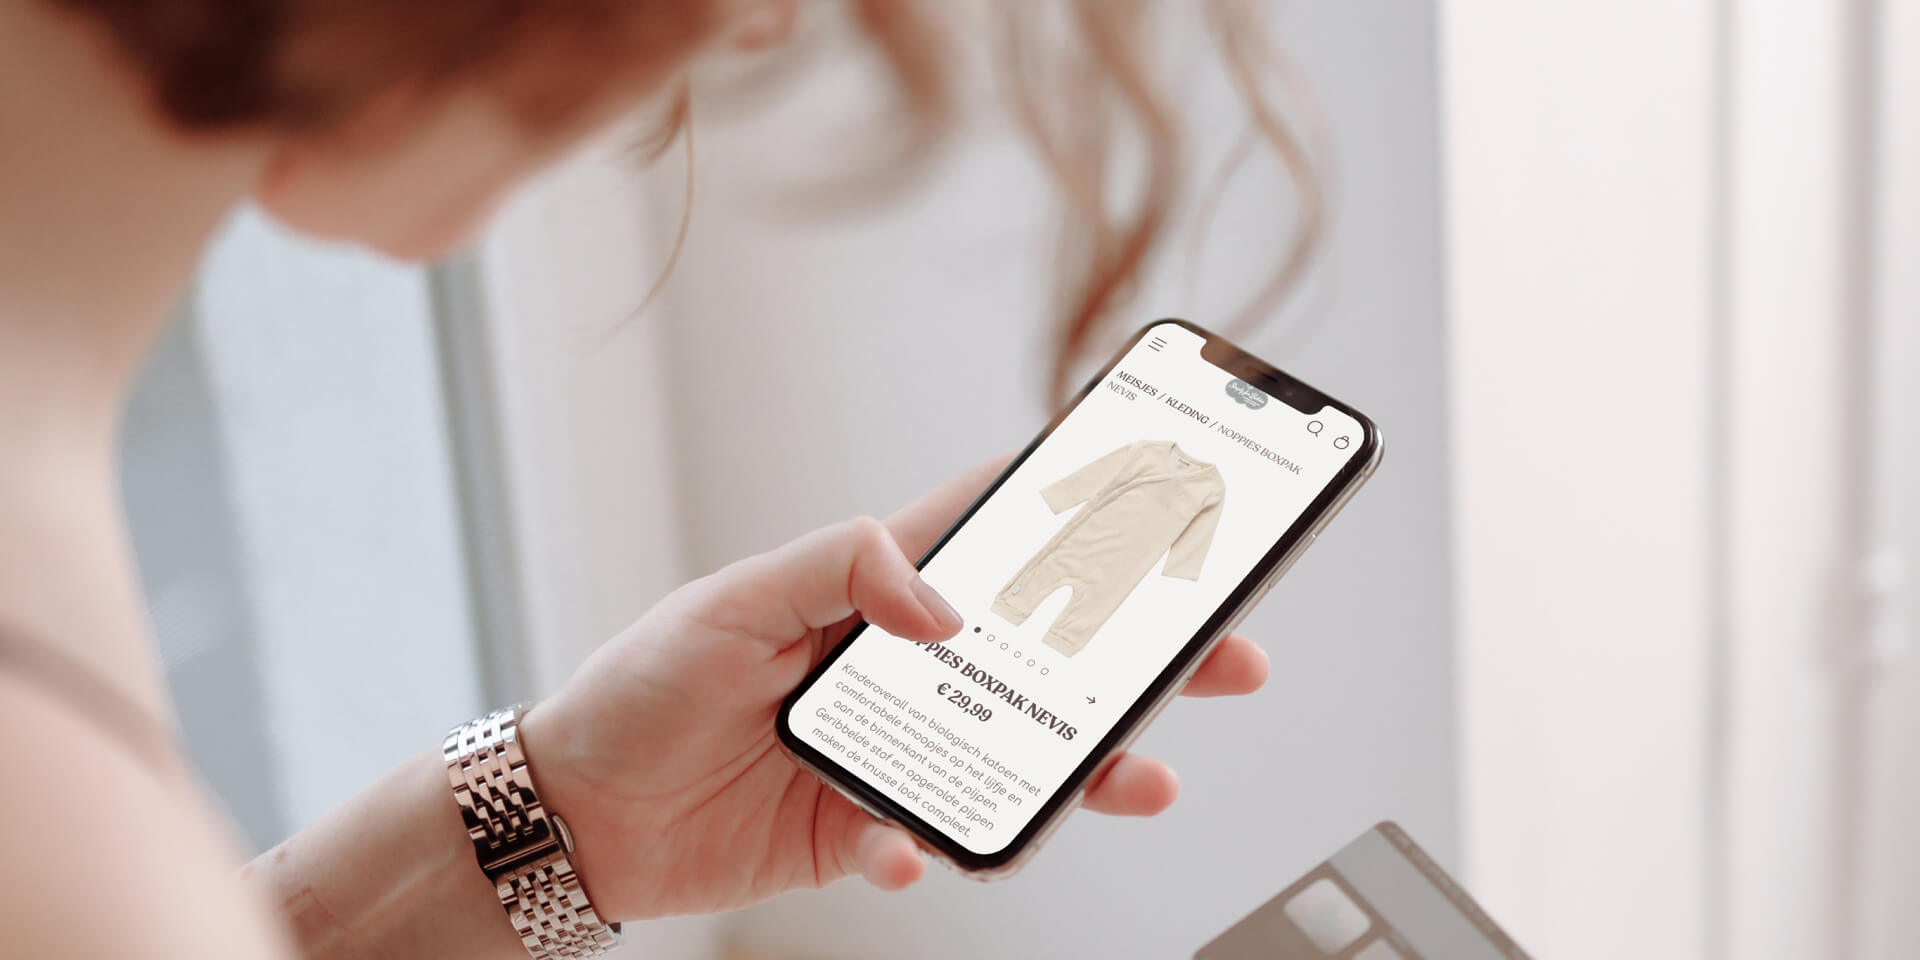 MEISJES / KLEDING / NOPPIES BOXPAK
NEVIS
PPIES BOXPAK NEVIS
€ 29,99
Kinderoverall van biologisch katoen met
comfortabele knoopjes op het lijfje en
aan de binnenkant van de pijpen.
Geribbelde stof en opgerolde pijpen
maken de knusse look compleet.